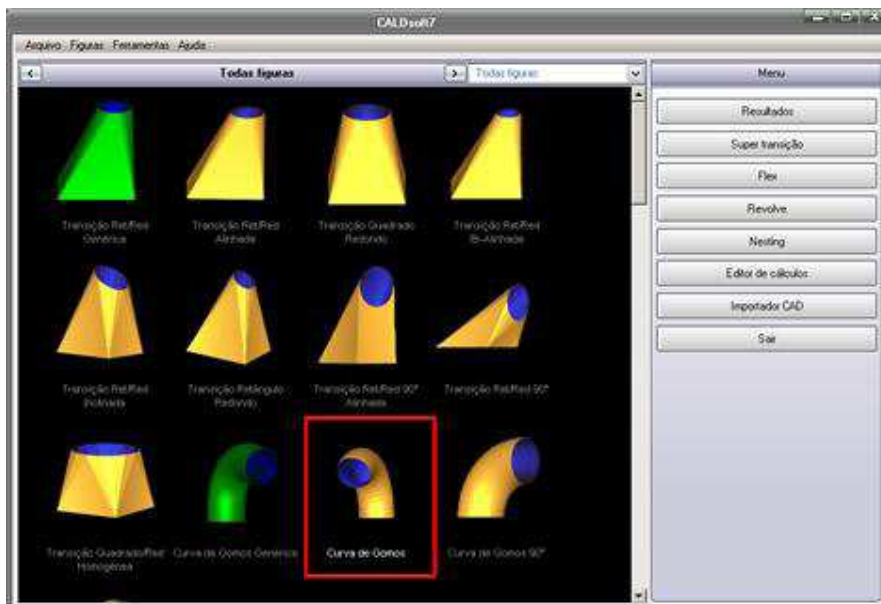 CALDsoft7
Arquivo Figuras Ferramentas Ajuda
<- Todas figuras -> Todas figuras
Menu
Resultados
Super transição
Flex
Revolve
Nesting
Editor de cálculos
Importador CAD
Sair
Transição Ret/Red
Genérica
Transição Ret/Red
Alinhada
Transição Quadrado
Redondo
Transição Ret/Red
Bi-Alinhada
Transição Ret/Red
Inclinada
Transição Retângulo
Redondo
Transição Ret/Red 90°
Alinhada
Transição Ret/Red 90°
Transição Quadrado/Red
Homogênea
Curva de Gomos Genérica
Curva de Gomos
Curva de Gomos 90°